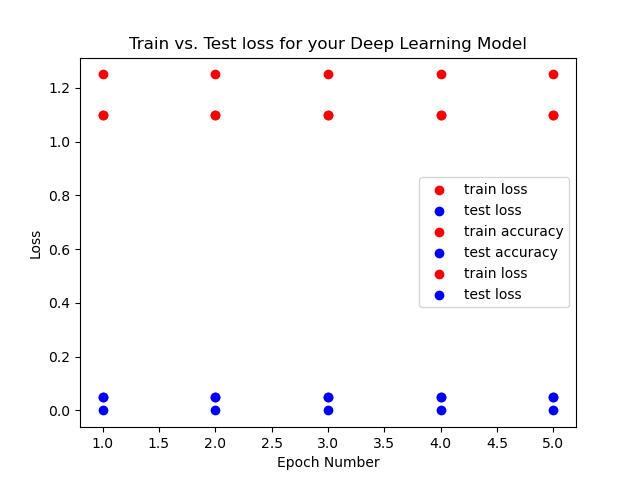 Train vs. Test loss for your Deep Learning Model
1.2
1.0
0.8
0.6
0.4
0.2
0.0
Loss
train loss
test loss
train accuracy
test accuracy
train loss
test loss
1.0 1.5 2.0 2.5 3.0 3.5 4.0 4.5 5.0
Epoch Number